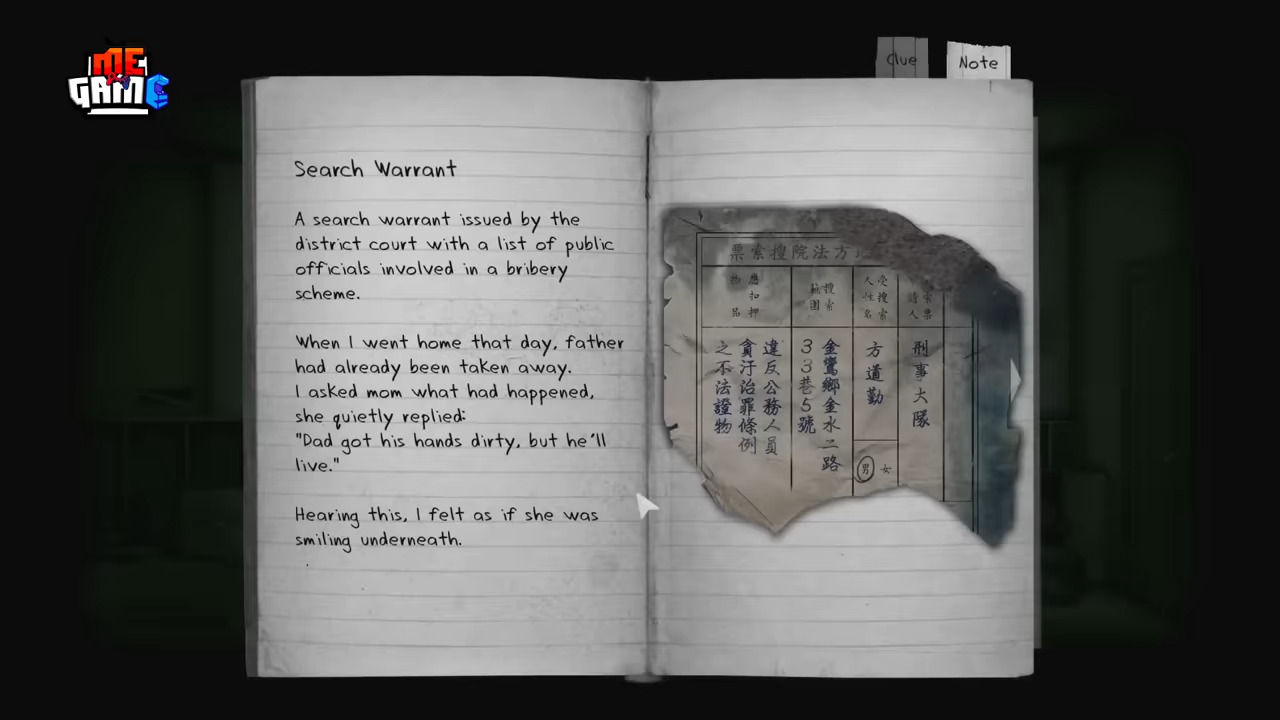 ME
GAME
Clue
Note
Search Warrant
A search warrant issued by the
district court with a list of public
officials involved in a bribery
scheme.
When I went home that day, father
had already been taken away.
I asked mom what had happened,
she quietly replied:
"Dad got his hands dirty, but he'll
live."
Hearing this, I felt as if she was
smiling underneath.
方法院搜索票
索票
請人
刑事大隊
受搜索
人姓名
方道勤
男 女
搜索
範圍
金鶯鄉金水二路
33巷5號
應扣押
物品
違反公務人員
貪汙治罪條例
之不法證物